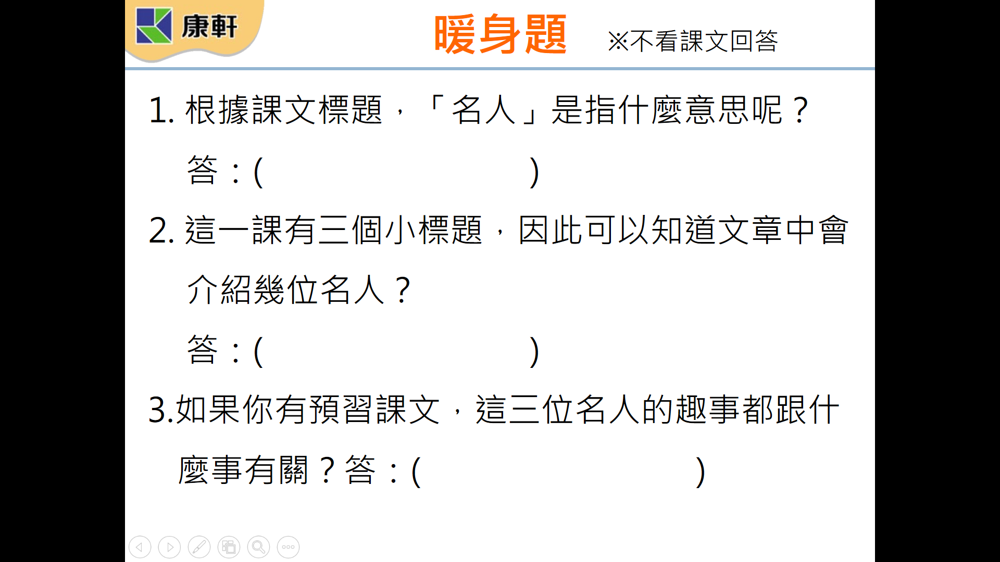 康軒
暖身題 ※不看課文回答
1. 根據課文標題，「名人」是指什麼意思呢？
答：( )
2. 這一課有三個小標題，因此可以知道文章中會
介紹幾位名人？
答：( )
3.如果你有預習課文，這三位名人的趣事都跟什
麼事有關？答：( )